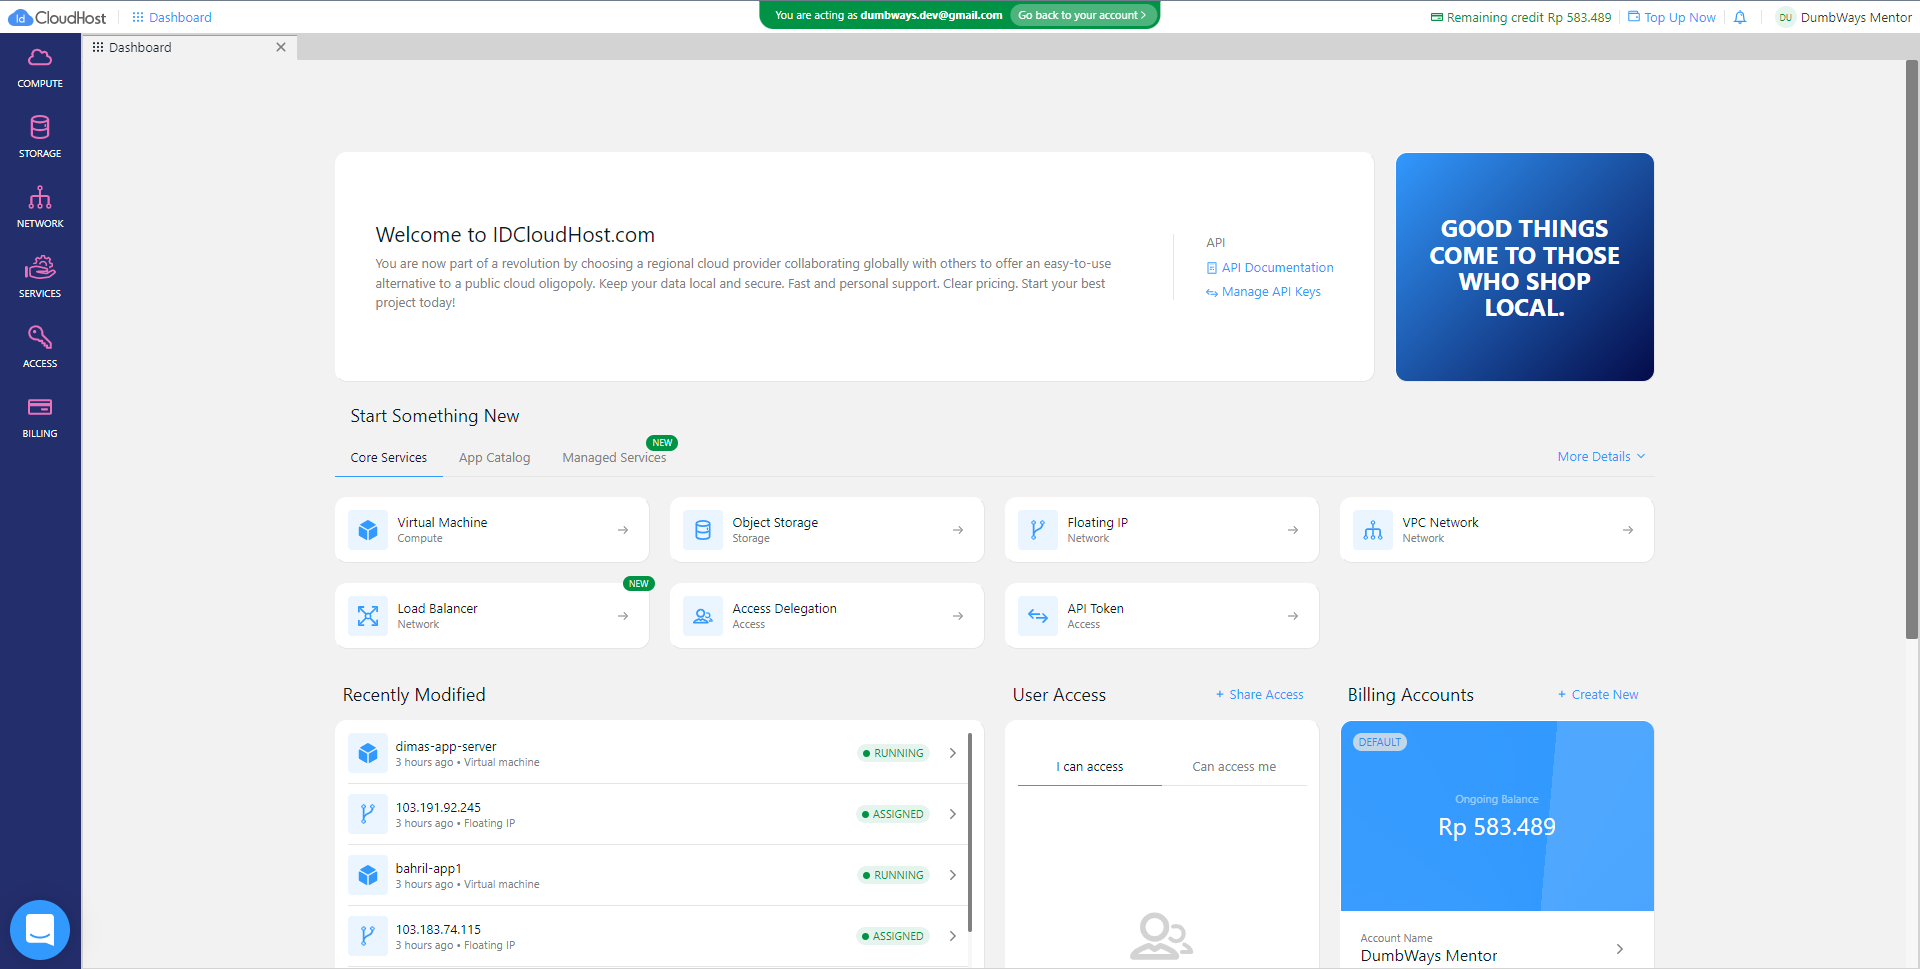 id CloudHost
Dashboard
You are acting as dumbways.dev@gmail.com
Go back to your account >
Remaining credit Rp 583.489
Top Up Now
DU
DumbWays Mentor
Dashboard
COMPUTE
STORAGE
NETWORK
SERVICES
ACCESS
BILLING
Welcome to IDCloudHost.com
You are now part of a revolution by choosing a regional cloud provider collaborating globally with others to offer an easy-to-use
alternative to a public cloud oligopoly. Keep your data local and secure. Fast and personal support. Clear pricing. Start your best
project today!
API
API Documentation
Manage API Keys
GOOD THINGS
COME TO THOSE
WHO SHOP
LOCAL.
Start Something New
Core Services
App Catalog
Managed Services
NEW
More Details
Virtual Machine
Compute
Object Storage
Storage
Floating IP
Network
VPC Network
Network
Load Balancer
Network
NEW
Access Delegation
Access
API Token
Access
Recently Modified
dimas-app-server
3 hours ago • Virtual machine
RUNNING
103.191.92.245
3 hours ago • Floating IP
ASSIGNED
bahril-app1
3 hours ago • Virtual machine
RUNNING
103.183.74.115
3 hours ago • Floating IP
ASSIGNED
User Access
+ Share Access
I can access
Can access me
Billing Accounts
+ Create New
DEFAULT
Ongoing Balance
Rp 583.489
Account Name
DumbWays Mentor